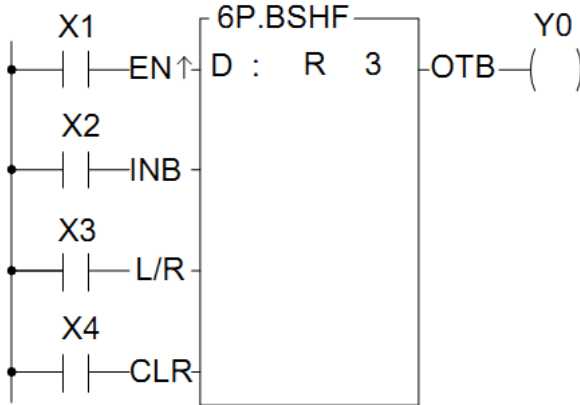 X1 6P.BSHF Y0
EN↑ D : R 3 OTB
X2
INB
X3
L/R
X4
CLR